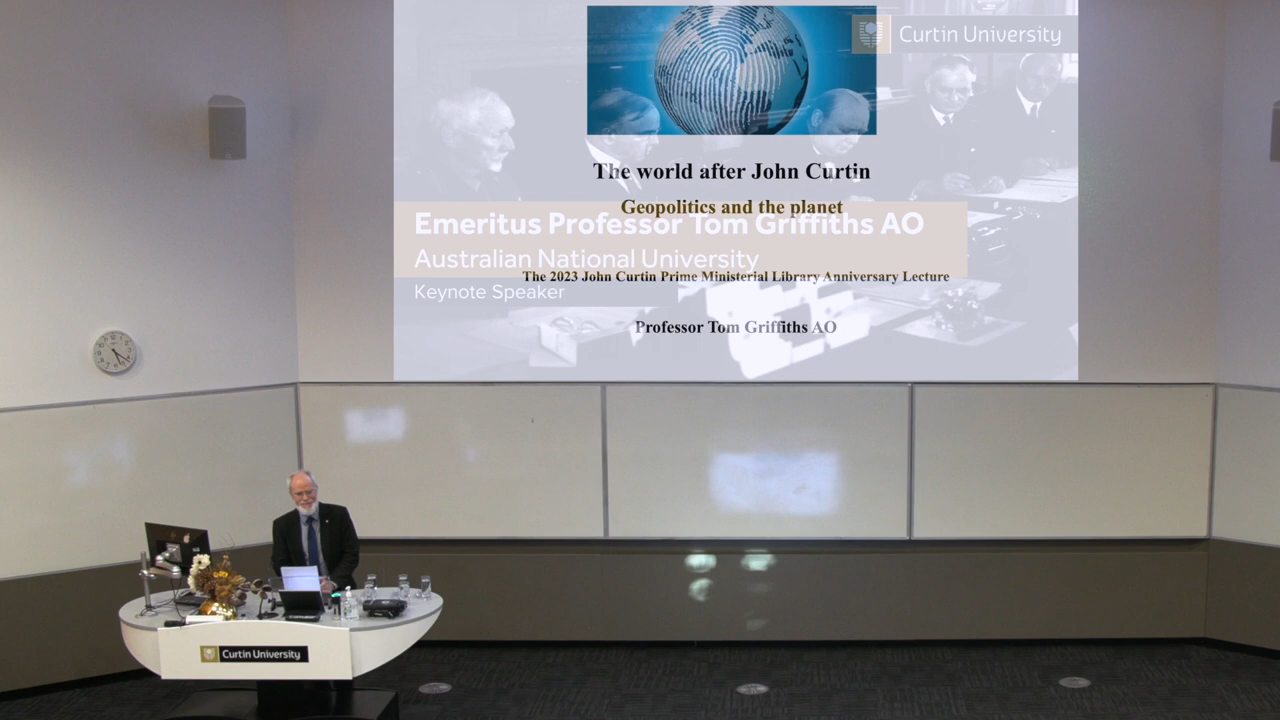 Curtin University
The world after John Curtin
Geopolitics and the planet
Emeritus Professor Tom Griffiths AO
Australian National University
The 2023 John Curtin Prime Ministerial Library Anniversary Lecture
Keynote Speaker
Professor Tom Griffiths AO
Curtin University